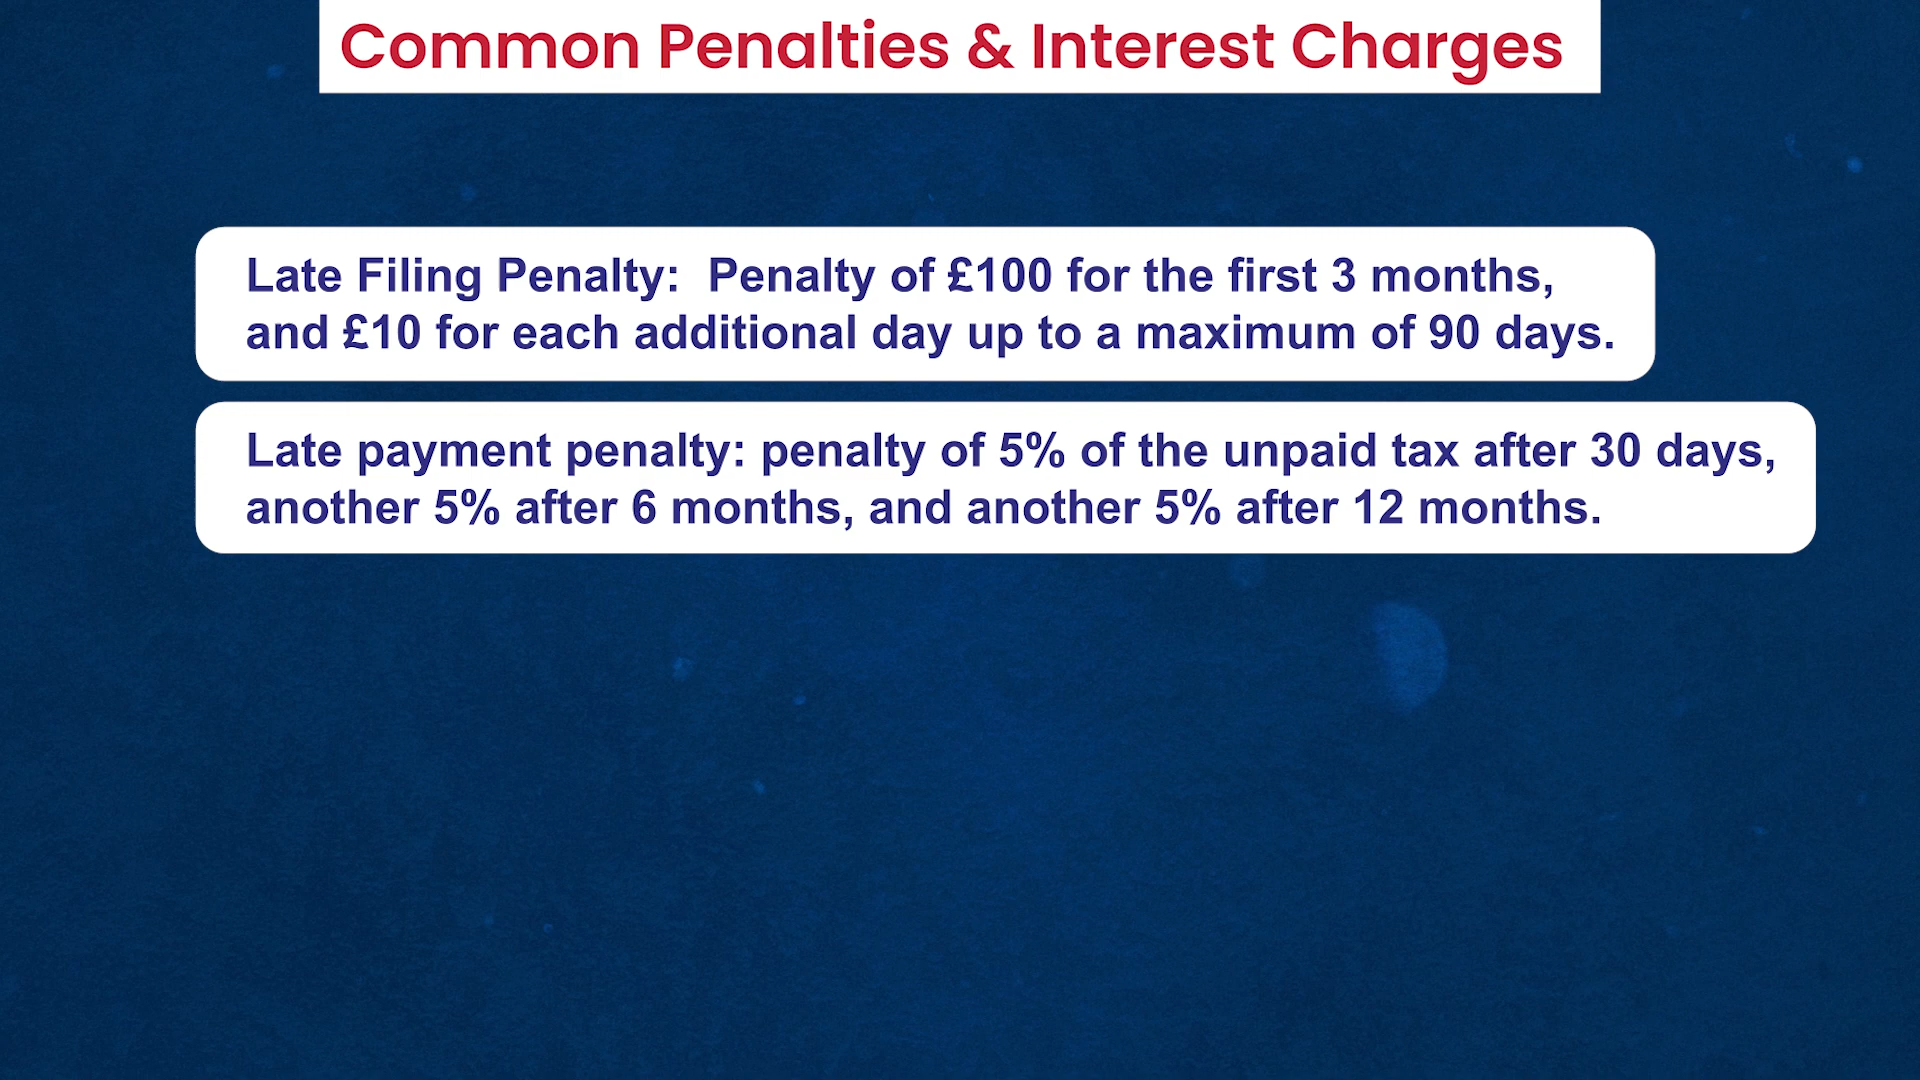 Common Penalties & Interest Charges
Late Filing Penalty:  Penalty of £100 for the first 3 months,
and £10 for each additional day up to a maximum of 90 days.
Late payment penalty: penalty of 5% of the unpaid tax after 30 days,
another 5% after 6 months, and another 5% after 12 months.